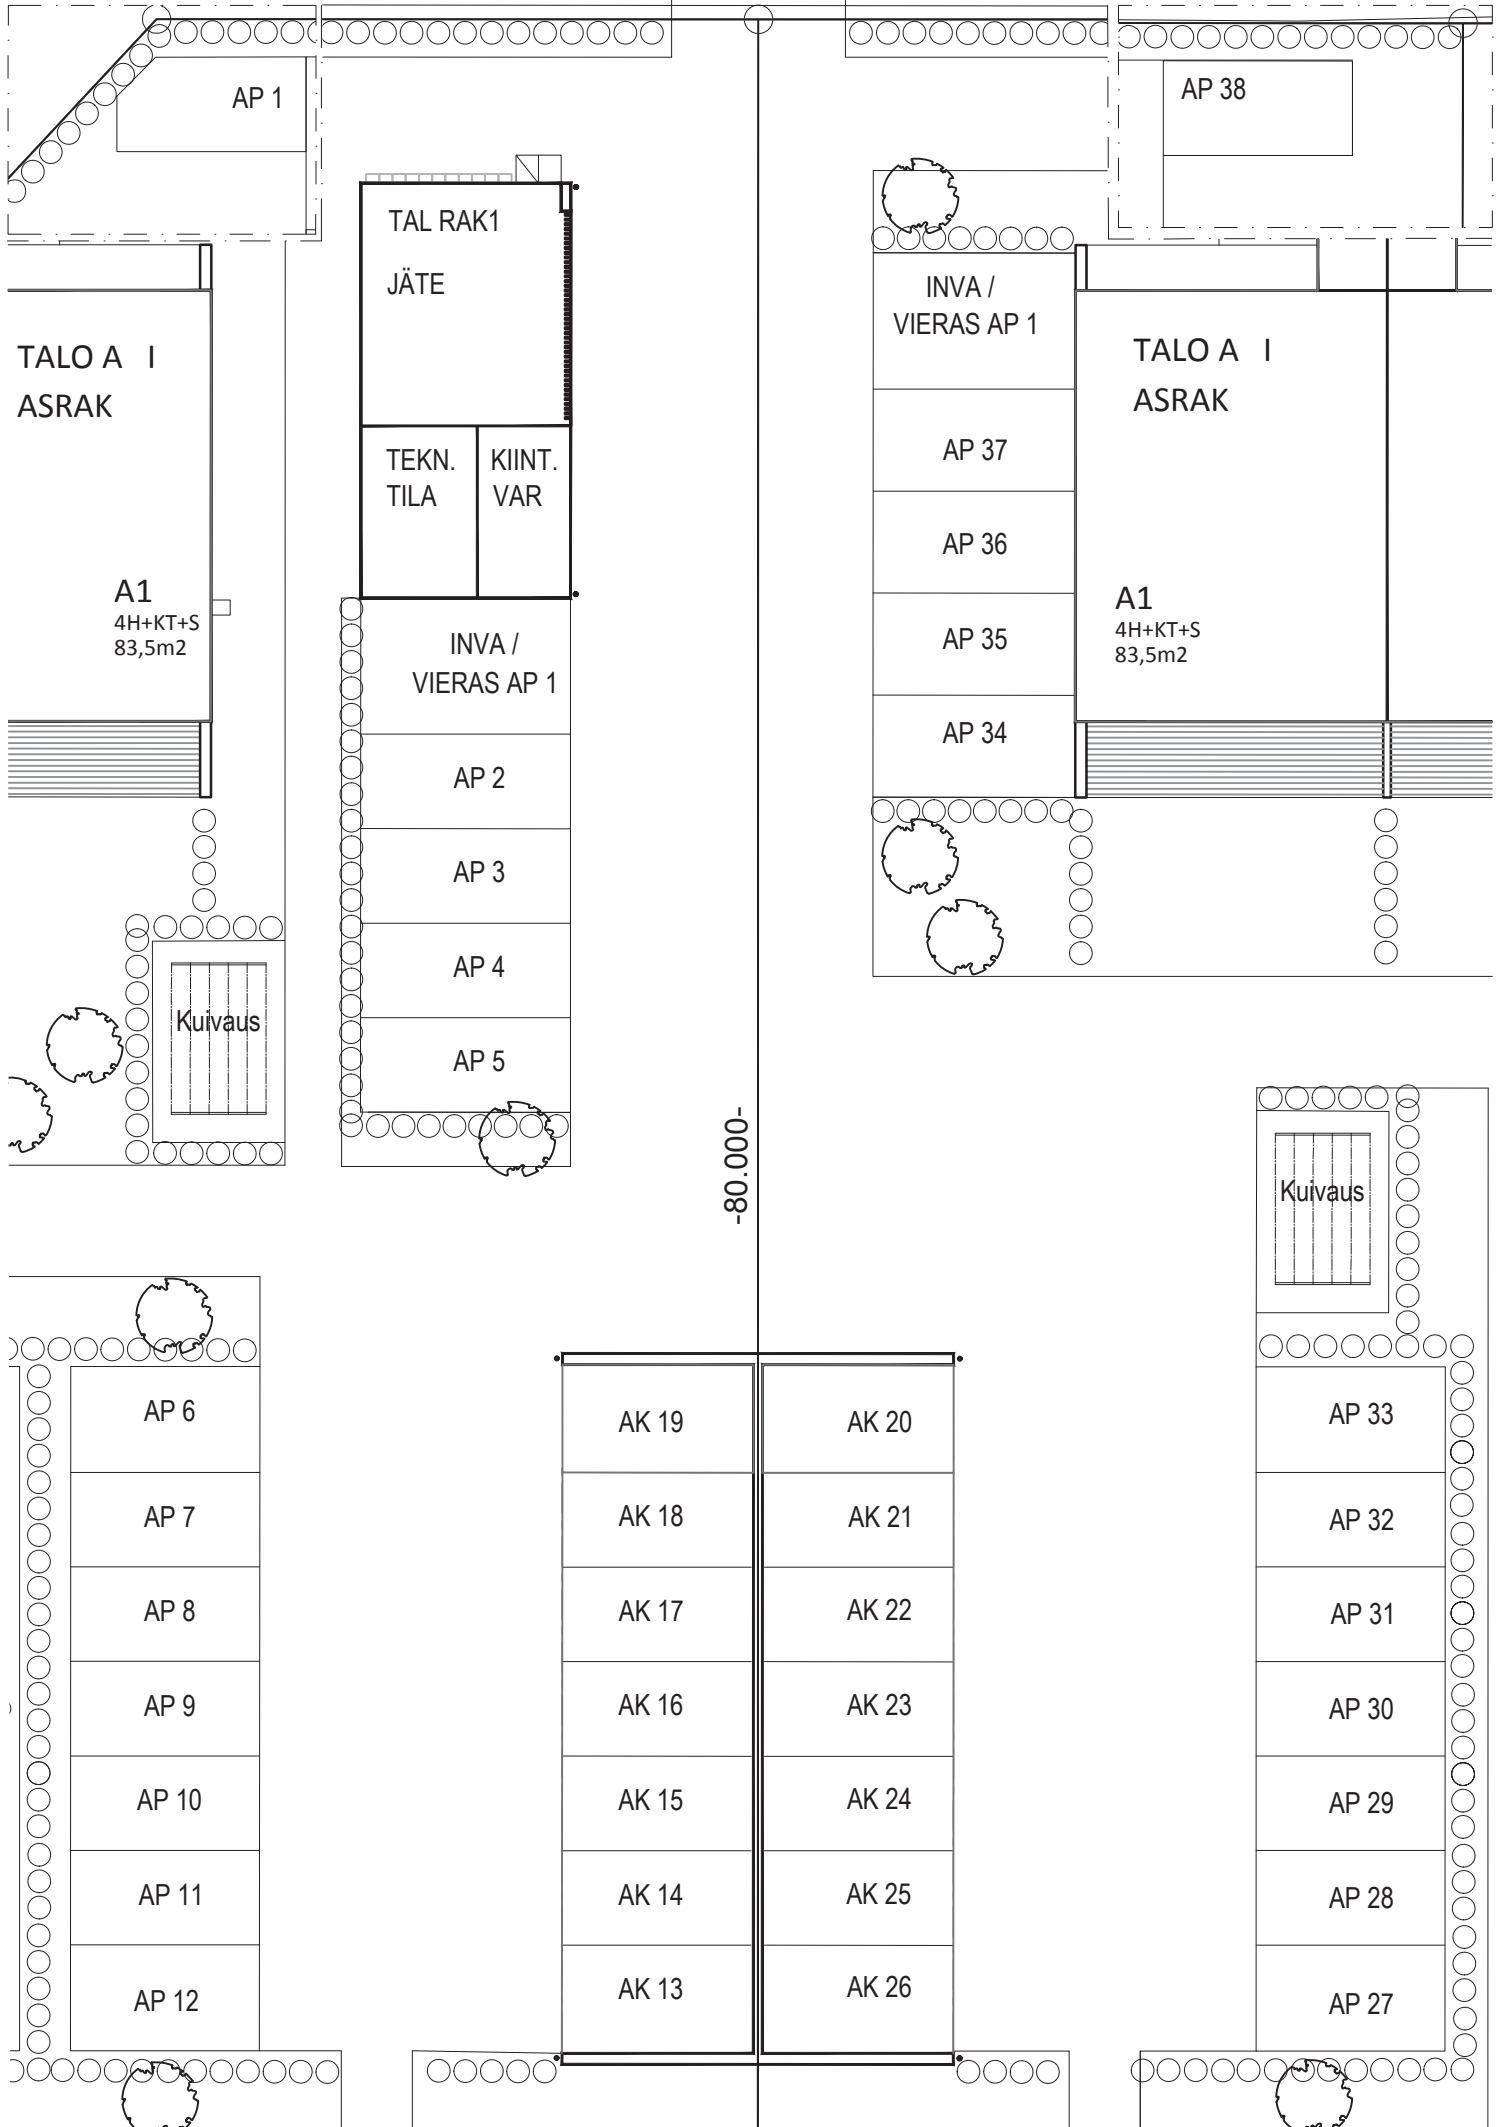 AP 1
AP 38
TAL RAK1
JÄTE
INVA /
VIERAS AP 1
TALO A   I
ASRAK
TALO A   I
ASRAK
AP 37
TEKN.
TILA
KIINT.
VAR
AP 36
A1
4H+KT+S
83,5m2
A1
4H+KT+S
83,5m2
AP 35
INVA /
VIERAS AP 1
AP 34
AP 2
AP 3
AP 4
Kuivaus
AP 5
-80.000-
Kuivaus
AP 6
AK 19
AK 20
AP 33
AP 7
AK 18
AK 21
AP 32
AP 8
AK 17
AK 22
AP 31
AP 9
AK 16
AK 23
AP 30
AP 10
AK 15
AK 24
AP 29
AP 11
AK 14
AK 25
AP 28
AP 12
AK 13
AK 26
AP 27